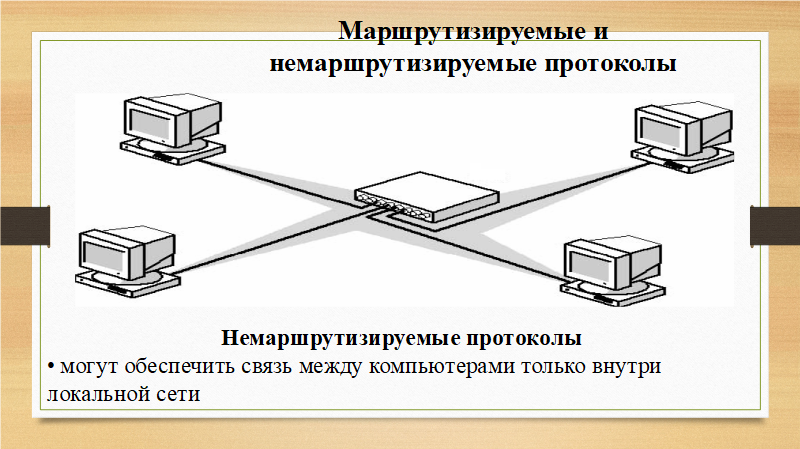 Маршрутизируемые и
немаршрутизируемые протоколы
Немаршрутизируемые протоколы
• могут обеспечить связь между компьютерами только внутри
локальной сети